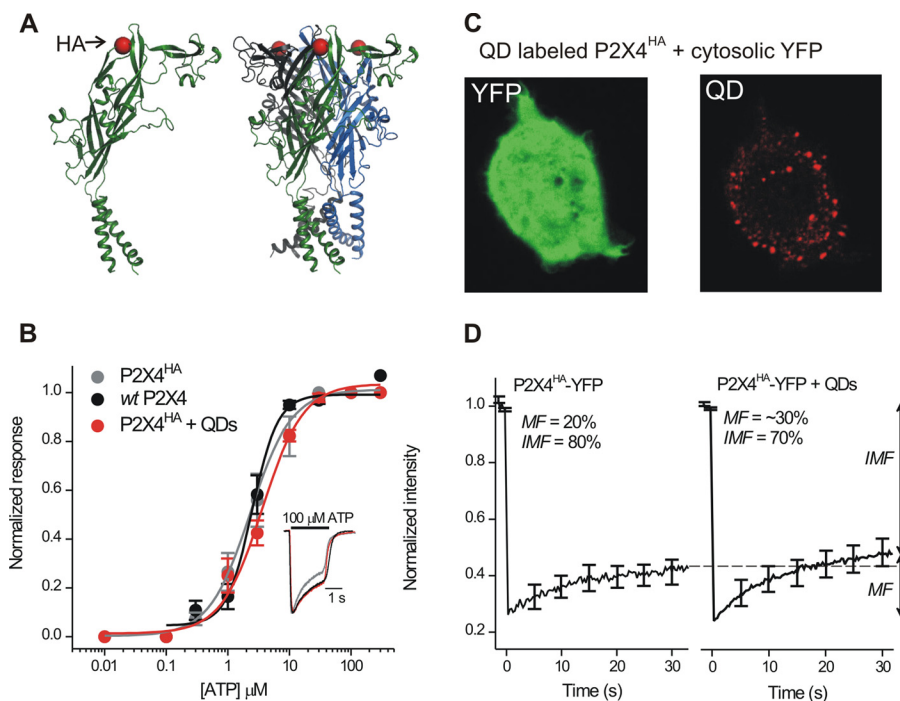 A
HA
B
P2X4HA
wt P2X4
P2X4HA + QDs
Normalized response
1.0
0.8
0.6
0.4
0.2
0.0
100 µM ATP
1 s
0.01 0.1 1 10 100
[ATP] µM
C
QD labeled P2X4HA + cytosolic YFP
YFP
QD
D
P2X4HA-YFP
MF = 20%
IMF = 80%
P2X4HA-YFP + QDs
MF = ~30%
IMF = 70%
Normalized intensity
1.0
0.8
0.6
0.4
0.2
IMF
MF
0 10 20 30
Time (s)
0 10 20 30
Time (s)